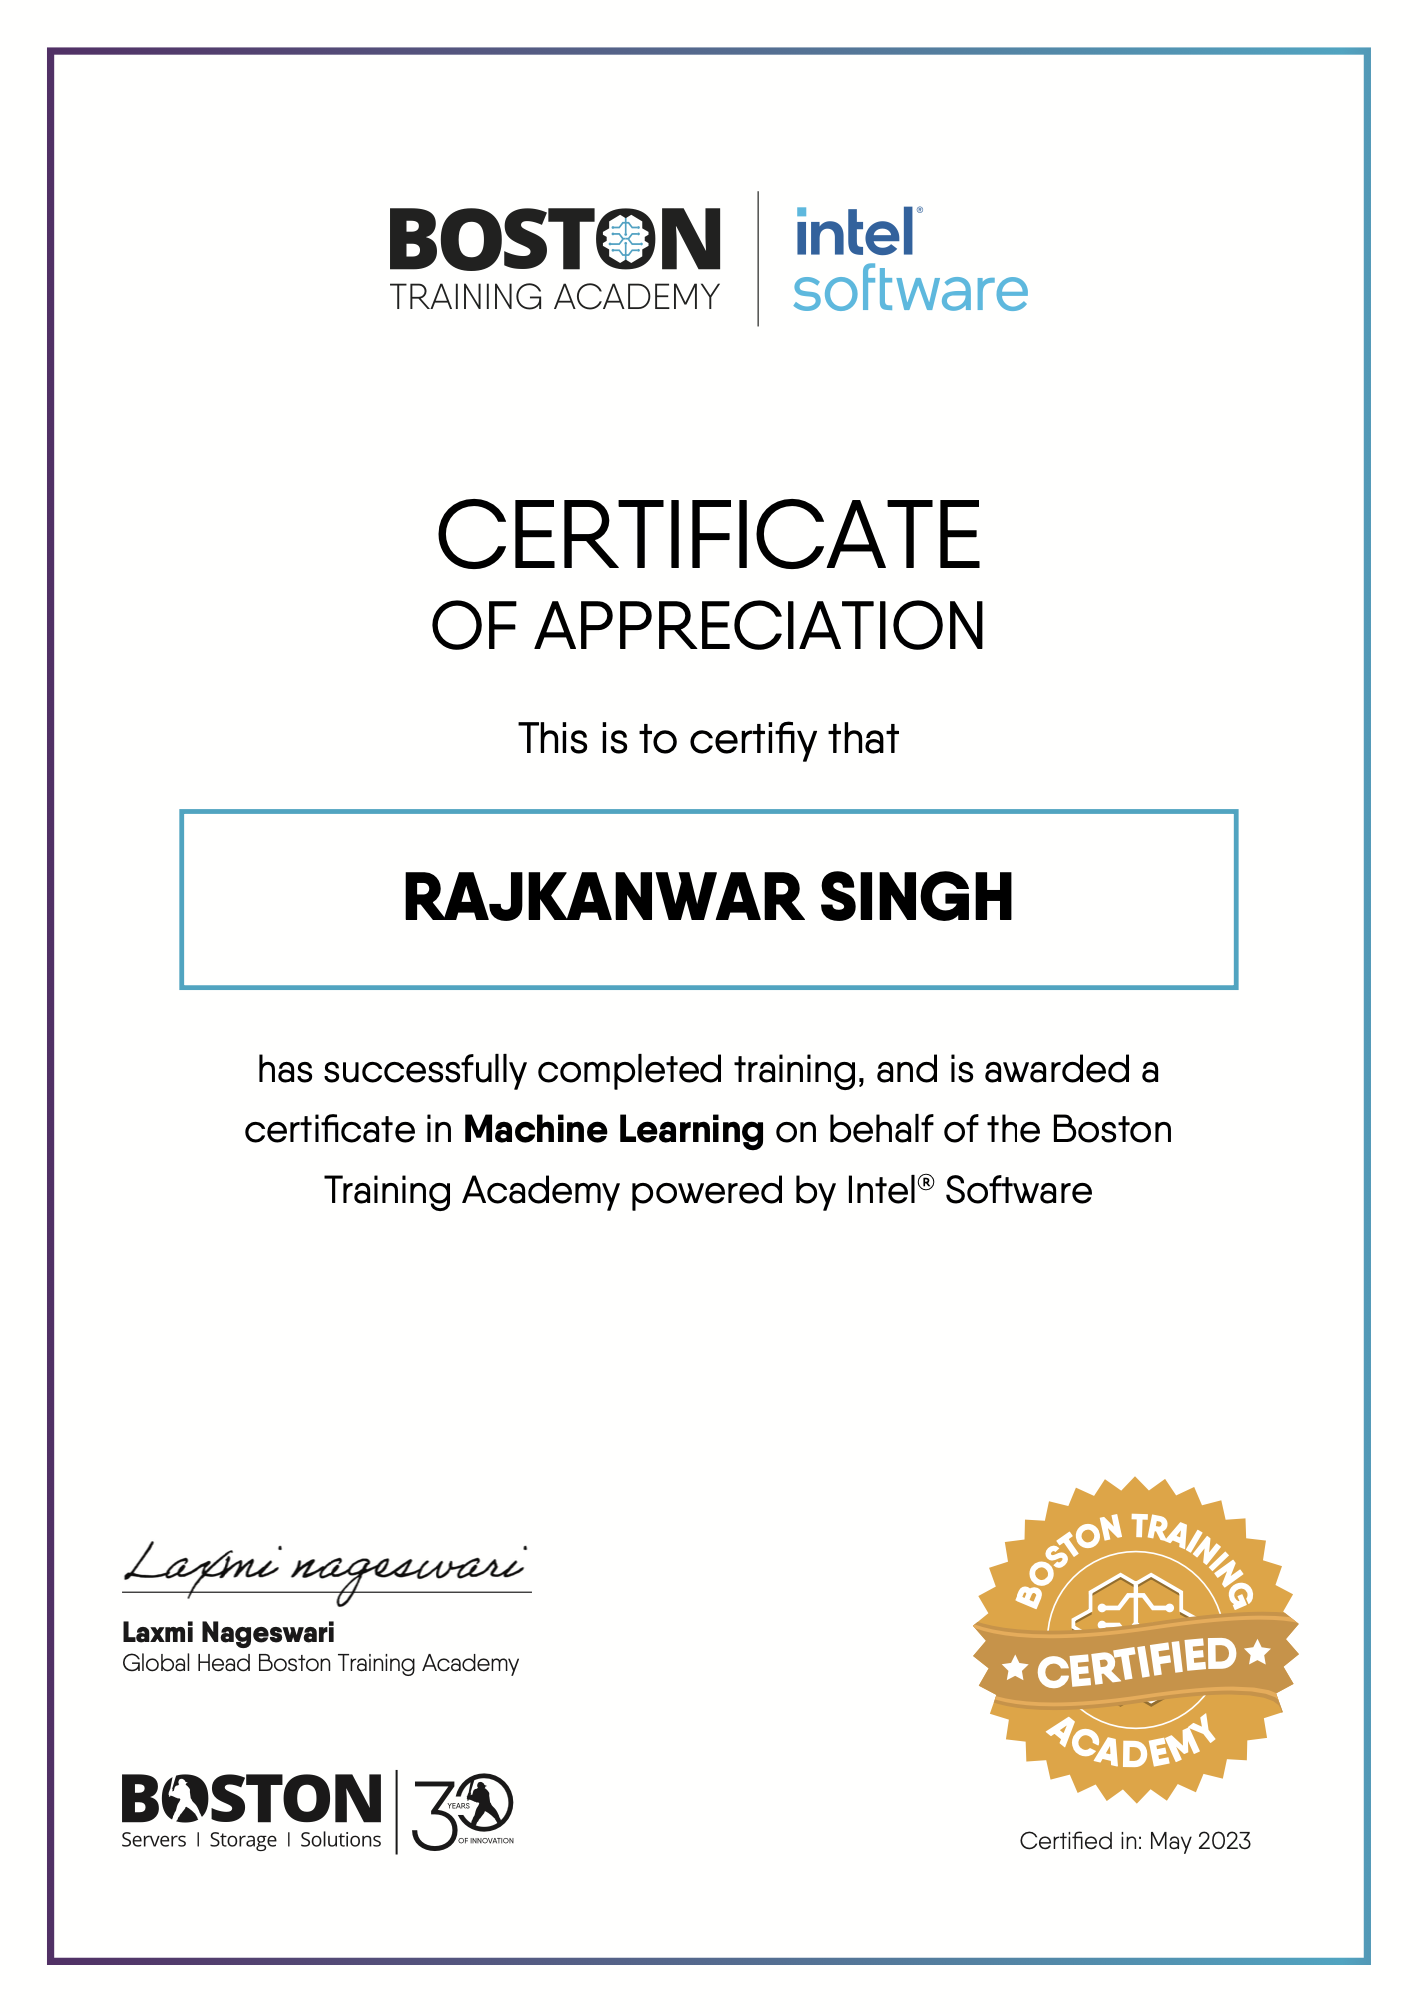 BOSTON
TRAINING ACADEMY
intel®
software
CERTIFICATE
OF APPRECIATION
This is to certifiy that
RAJKANWAR SINGH
has successfully completed training, and is awarded a
certificate in Machine Learning on behalf of the Boston
Training Academy powered by Intel® Software
Laxmi nageswari
Laxmi Nageswari
Global Head Boston Training Academy
BOSTON
Servers | Storage | Solutions
30
YEARS
OF INNOVATION
BOSTON TRAINING
CERTIFIED
ACADEMY
Certified in: May 2023